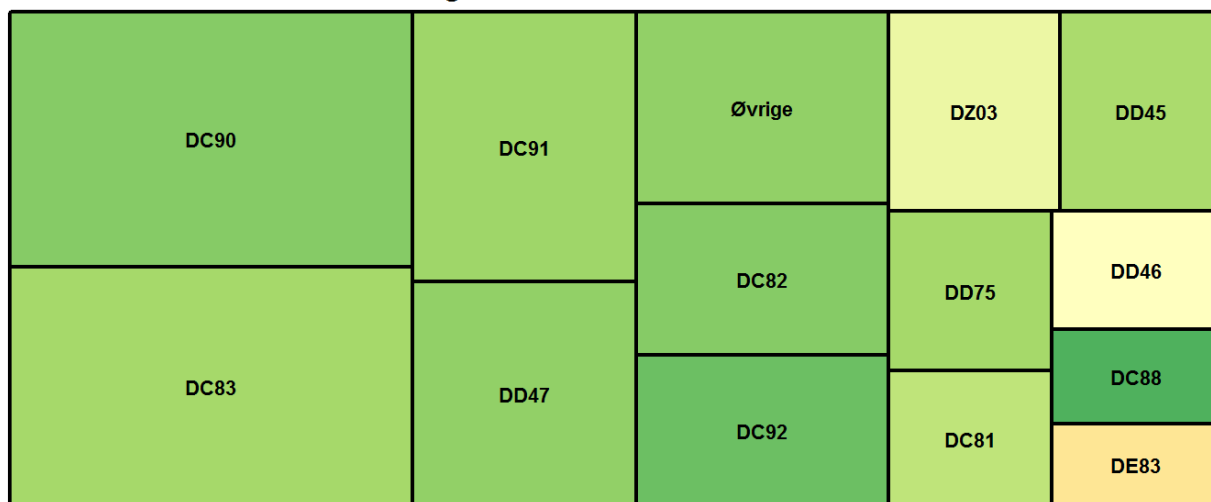 DC90
DC83
DC91
DD47
Øvrige
DC82
DC92
DZ03
DD45
DD75
DC81
DD46
DC88
DE83